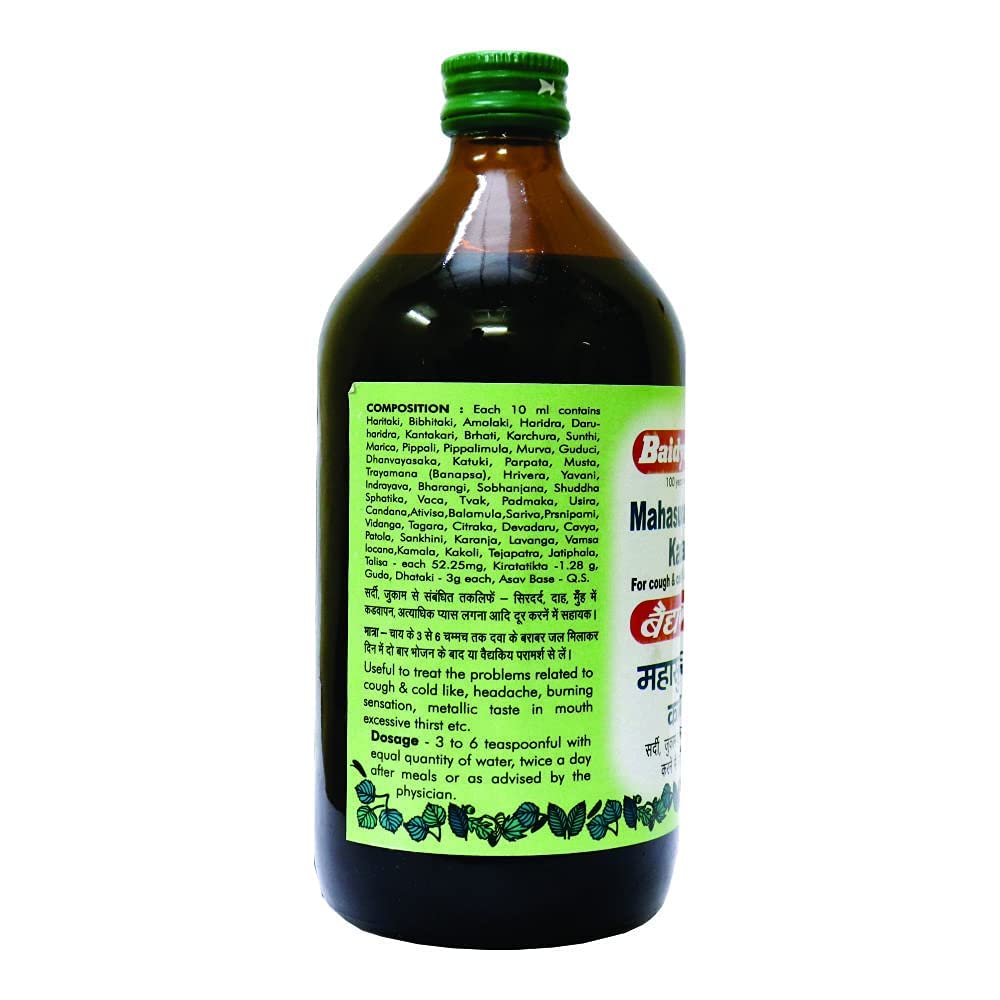 COMPOSITION : Each 10 ml contains
Haritaki, Bibhitaki, Amalaki, Haridra, Daru-
haridra, Kantakari, Brhati, Karchura, Sunthi,
Marica, Pippali, Pippalimula, Murva, Guduci,
Dhanvayasaka, Katuki, Parpata, Musta,
Trayamana (Banapsa), Hrivera, Yavani,
Indrayava, Bharangi, Sobhanjana, Shuddha
Sphatika, Vaca, Tvak, Padmaka, Usira,
Candana,Ativisa,Balamula,Sariva,Prsnipami,
Vidanga, Tagara, Citraka, Devadaru, Cavya,
Patola, Sankhini, Karanja, Lavanga, Vamsa
locana,Kamala, Kakoli, Tejapatra, Jatiphala,
Talisa - each 52.25mg, Kiratatikta -1.28 g,
Guda, Dhataki - 3g each, Asav Base - Q.S.
सर्दी, जुकाम से संबंधित तकलिफें – सिरदर्द, दाह, मुँह में
कडवापन, अत्याधिक प्यास लगना आदि दूर करनें में सहायक।
मात्रा – चाय के 3 से 6 चम्मच तक दवा के बराबर जल मिलाकर
दिन में दो बार भोजन के बाद या वैद्यकिय परामर्श से लें।
Useful to treat the problems related to
cough & cold like, headache, burning
sensation, metallic taste in mouth
excessive thirst etc.
Dosage - 3 to 6 teaspoonful with
equal quantity of water, twice a day
after meals or as advised by the
physician.
Baidy
100 yea
Mahasu
Ka
For cough & c
बैद्य
महासु
का
सर्दी, जुका
करने के